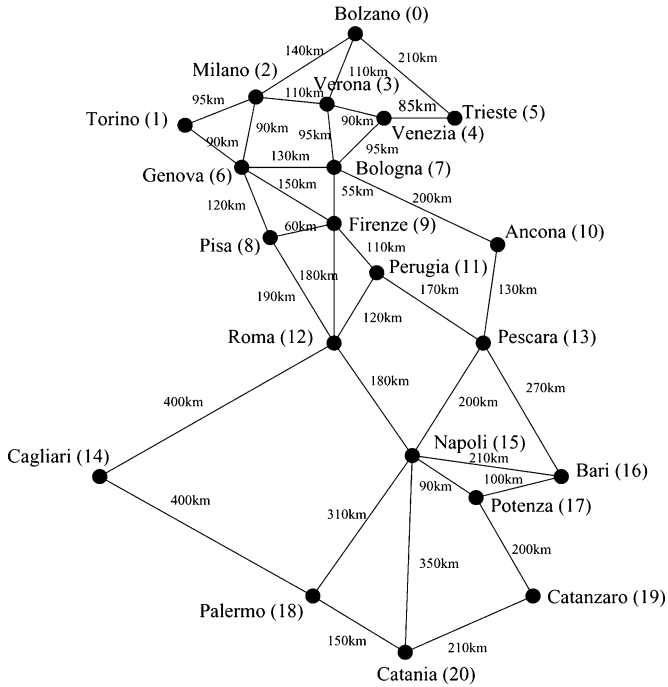 Bolzano (0)
140km
210km
110km
Milano (2)
Verona (3)
110km
95km
90km
85km
Trieste (5)
Torino (1)
90km
95km
Venezia (4)
90km
95km
130km
Genova (6)
Bologna (7)
150km
55km
200km
120km
60km
Firenze (9)
Ancona (10)
Pisa (8)
110km
Perugia (11)
180km
190km
170km
130km
120km
Roma (12)
Pescara (13)
180km
270km
400km
200km
Napoli (15)
Cagliari (14)
210km
Bari (16)
90km
100km
400km
Potenza (17)
310km
200km
350km
Palermo (18)
Catanzaro (19)
150km
210km
Catania (20)